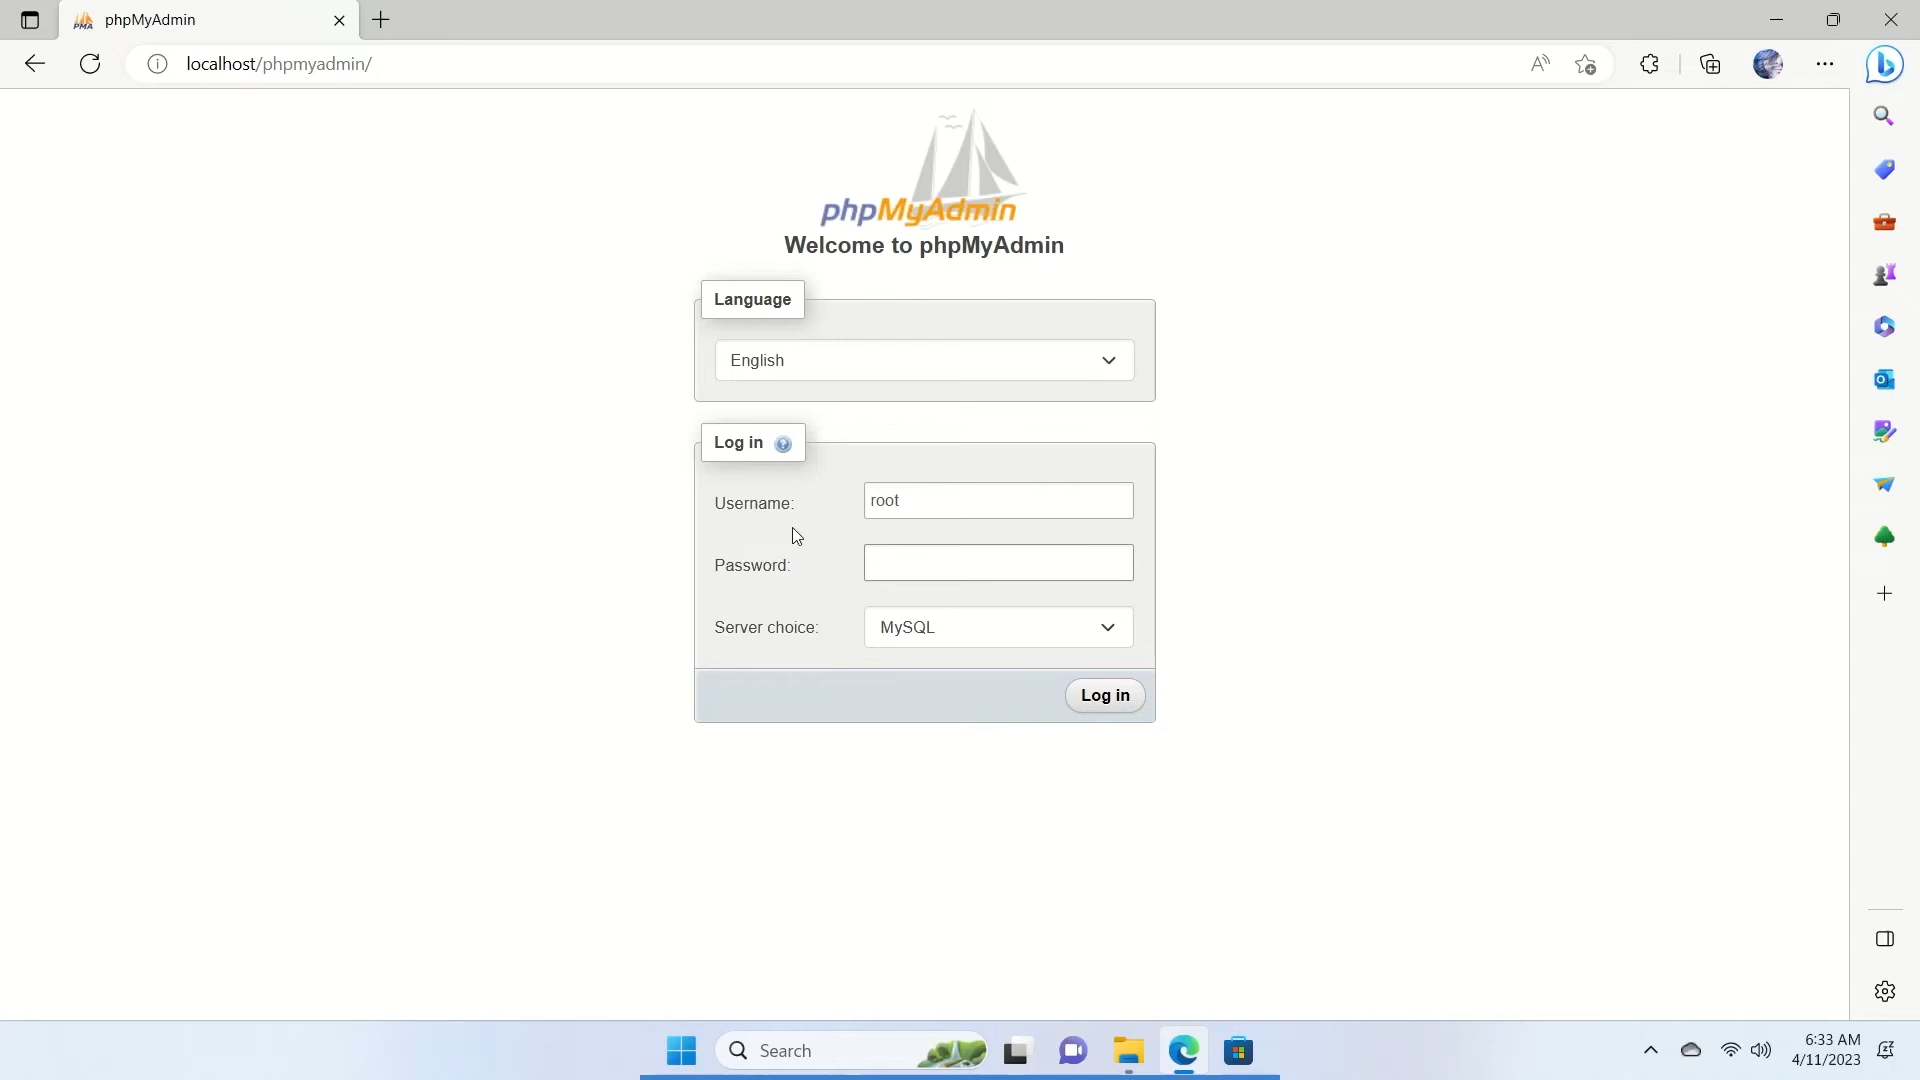 phpMyAdmin
localhost/phpmyadmin/
phpMyAdmin
Welcome to phpMyAdmin
Language
English
Log in
Username:
root
Password:
Server choice:
MySQL
Log in
Search
6:33 AM
4/11/2023